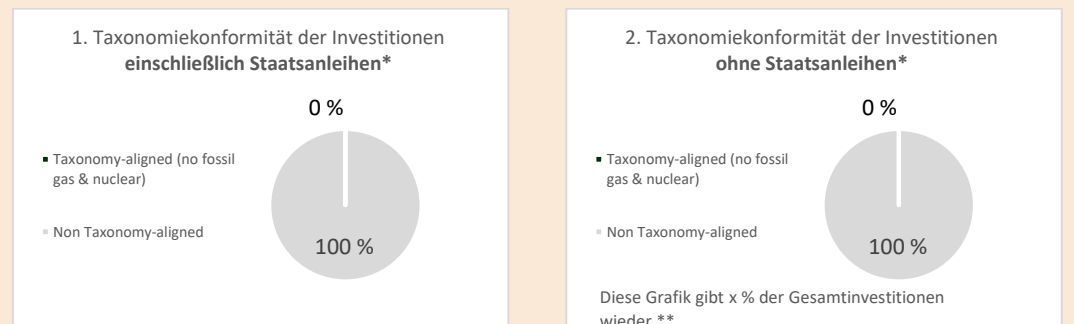 1. Taxonomiekonformität der Investitionen
einschließlich Staatsanleihen*
0 %
Taxonomy-aligned (no fossil
gas & nuclear)
Non Taxonomy-aligned
100 %
2. Taxonomiekonformität der Investitionen
ohne Staatsanleihen*
0 %
Taxonomy-aligned (no fossil
gas & nuclear)
Non Taxonomy-aligned
100 %
Diese Grafik gibt x % der Gesamtinvestitionen
wieder.**